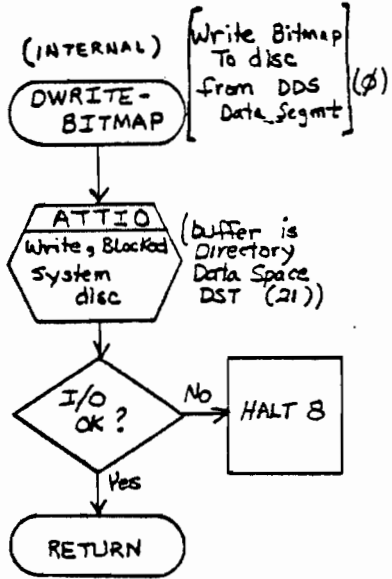 (INTERNAL)
Write Bitmap
To disc
from DDS
Data_Segmt
(φ)
DWRITE-
BITMAP
ATTIO
Write, Blocked
System
disc
(buffer is
Directory
Data Space
DST (21))
I/O
OK?
No
HALT 8
Yes
RETURN